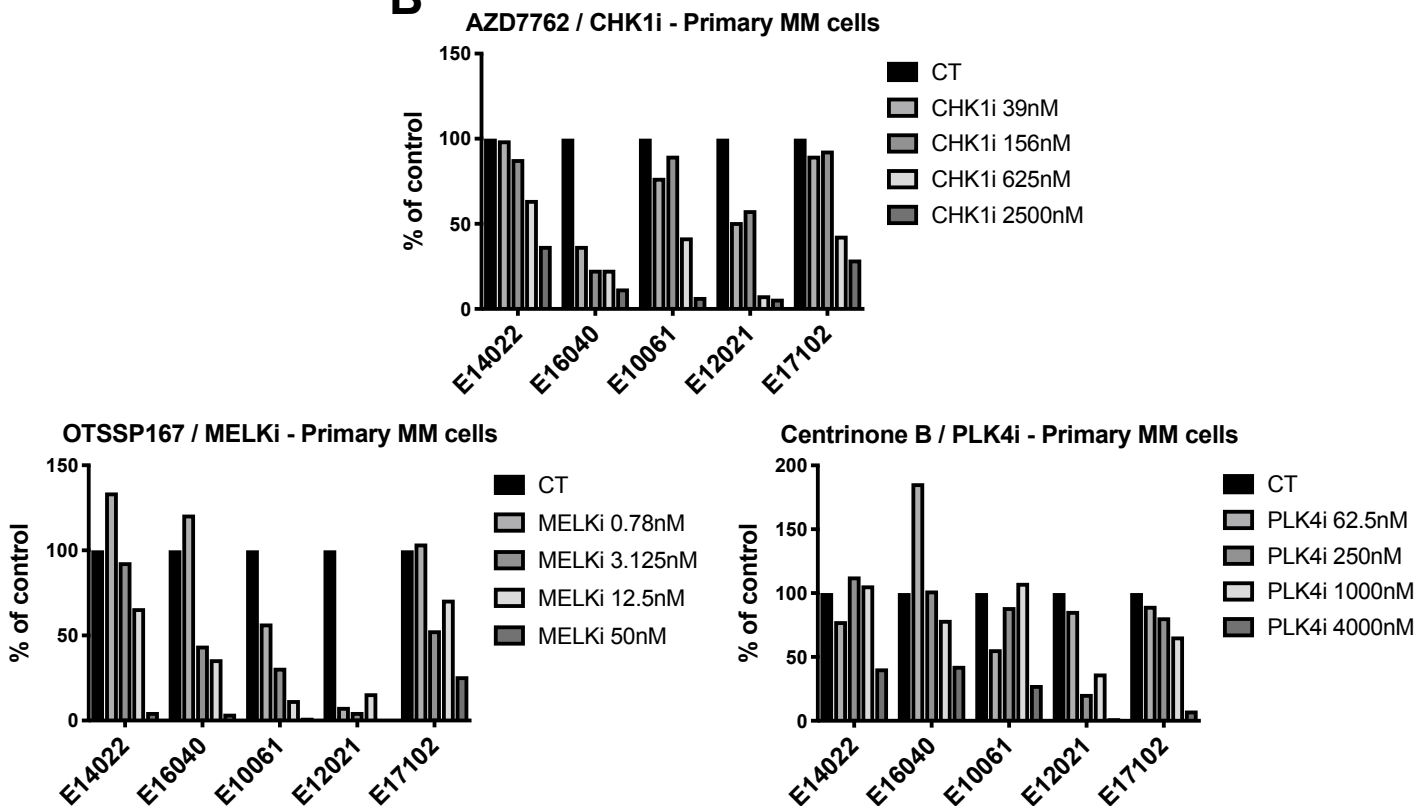 B
AZD7762 / CHK1i - Primary MM cells
150
100
50
0
% of control
E14022
E16040
E10061
E12021
E17102
CT
CHK1i 39nM
CHK1i 156nM
CHK1i 625nM
CHK1i 2500nM
OTSSP167 / MELKi - Primary MM cells
150
100
50
0
% of control
E14022
E16040
E10061
E12021
E17102
CT
MELKi 0.78nM
MELKi 3.125nM
MELKi 12.5nM
MELKi 50nM
Centrinone B / PLK4i - Primary MM cells
200
150
100
50
0
% of control
E14022
E16040
E10061
E12021
E17102
CT
PLK4i 62.5nM
PLK4i 250nM
PLK4i 1000nM
PLK4i 4000nM